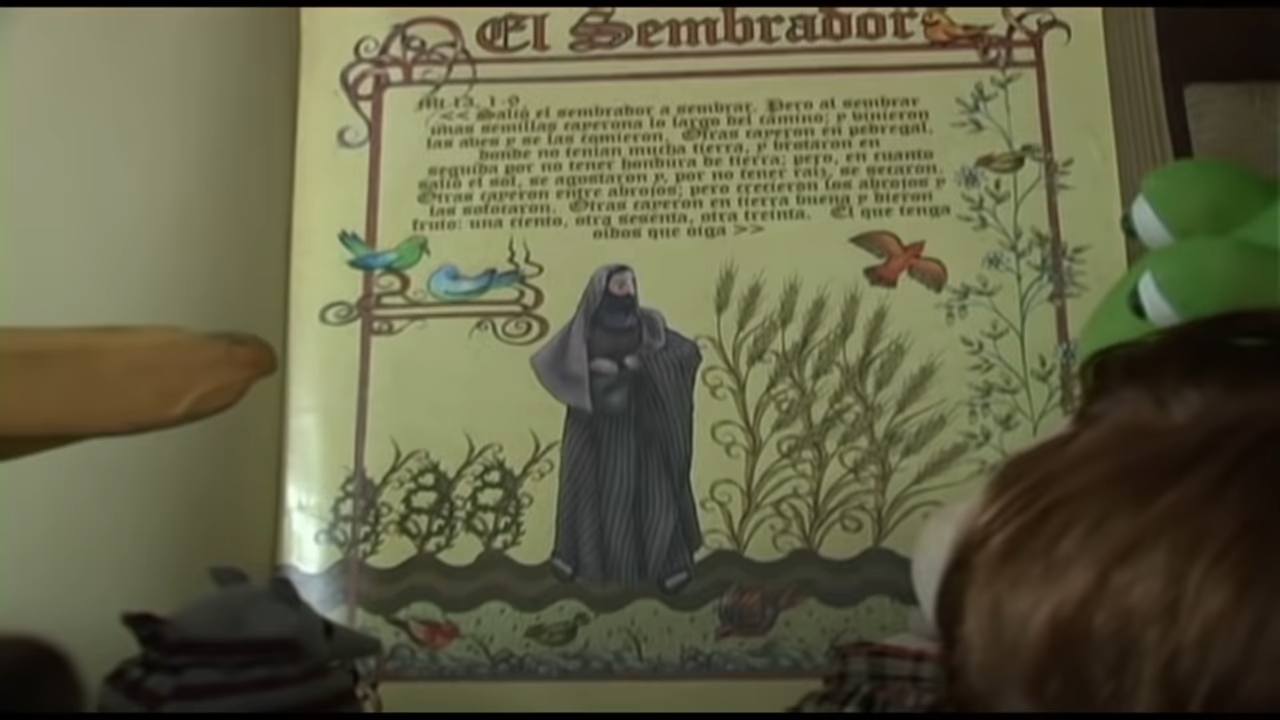 El Sembrador
Mt 13, 1-9
<< Salió el sembrador a sembrar. Pero al sembrar
unas semillas cayerona lo largo del camino; y vinieron
las aves y se las comieron. Otras cayeron en pedregal,
donde no tenían mucha tierra, y brotaron en
seguida por no tener hondura de tierra; pero, en cuanto
salió el sol, se agostaron y, por no tener raíz, se secaron.
Otras cayeron entre abrojos; pero crecieron los abrojos y
las sofocaron. Otras cayeron en tierra buena y dieron
fruto: una ciento, otra sesenta, otra treinta. El que tenga
oídos que oiga >>